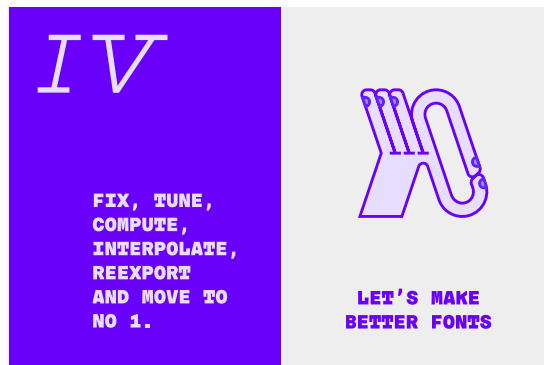 IV
FIX, TUNE,
COMPUTE,
INTERPOLATE,
REEXPORT
AND MOVE TO
NO 1.
LET'S MAKE
BETTER FONTS